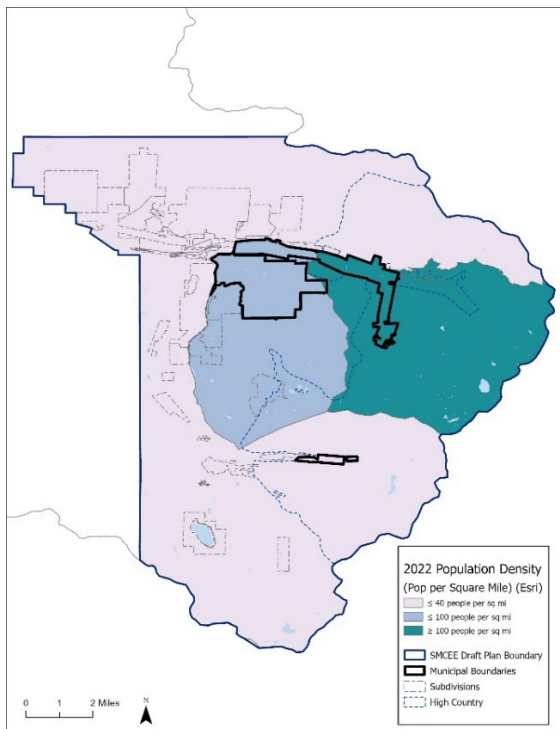 2022 Population Density
(Pop per Square Mile) (Esri)
≤ 40 people per sq mi
≤ 100 people per sq mi
≥ 100 people per sq mi
SMCEE Draft Plan Boundary
Municipal Boundaries
Subdivisions
High Country
0 1 2 Miles
N